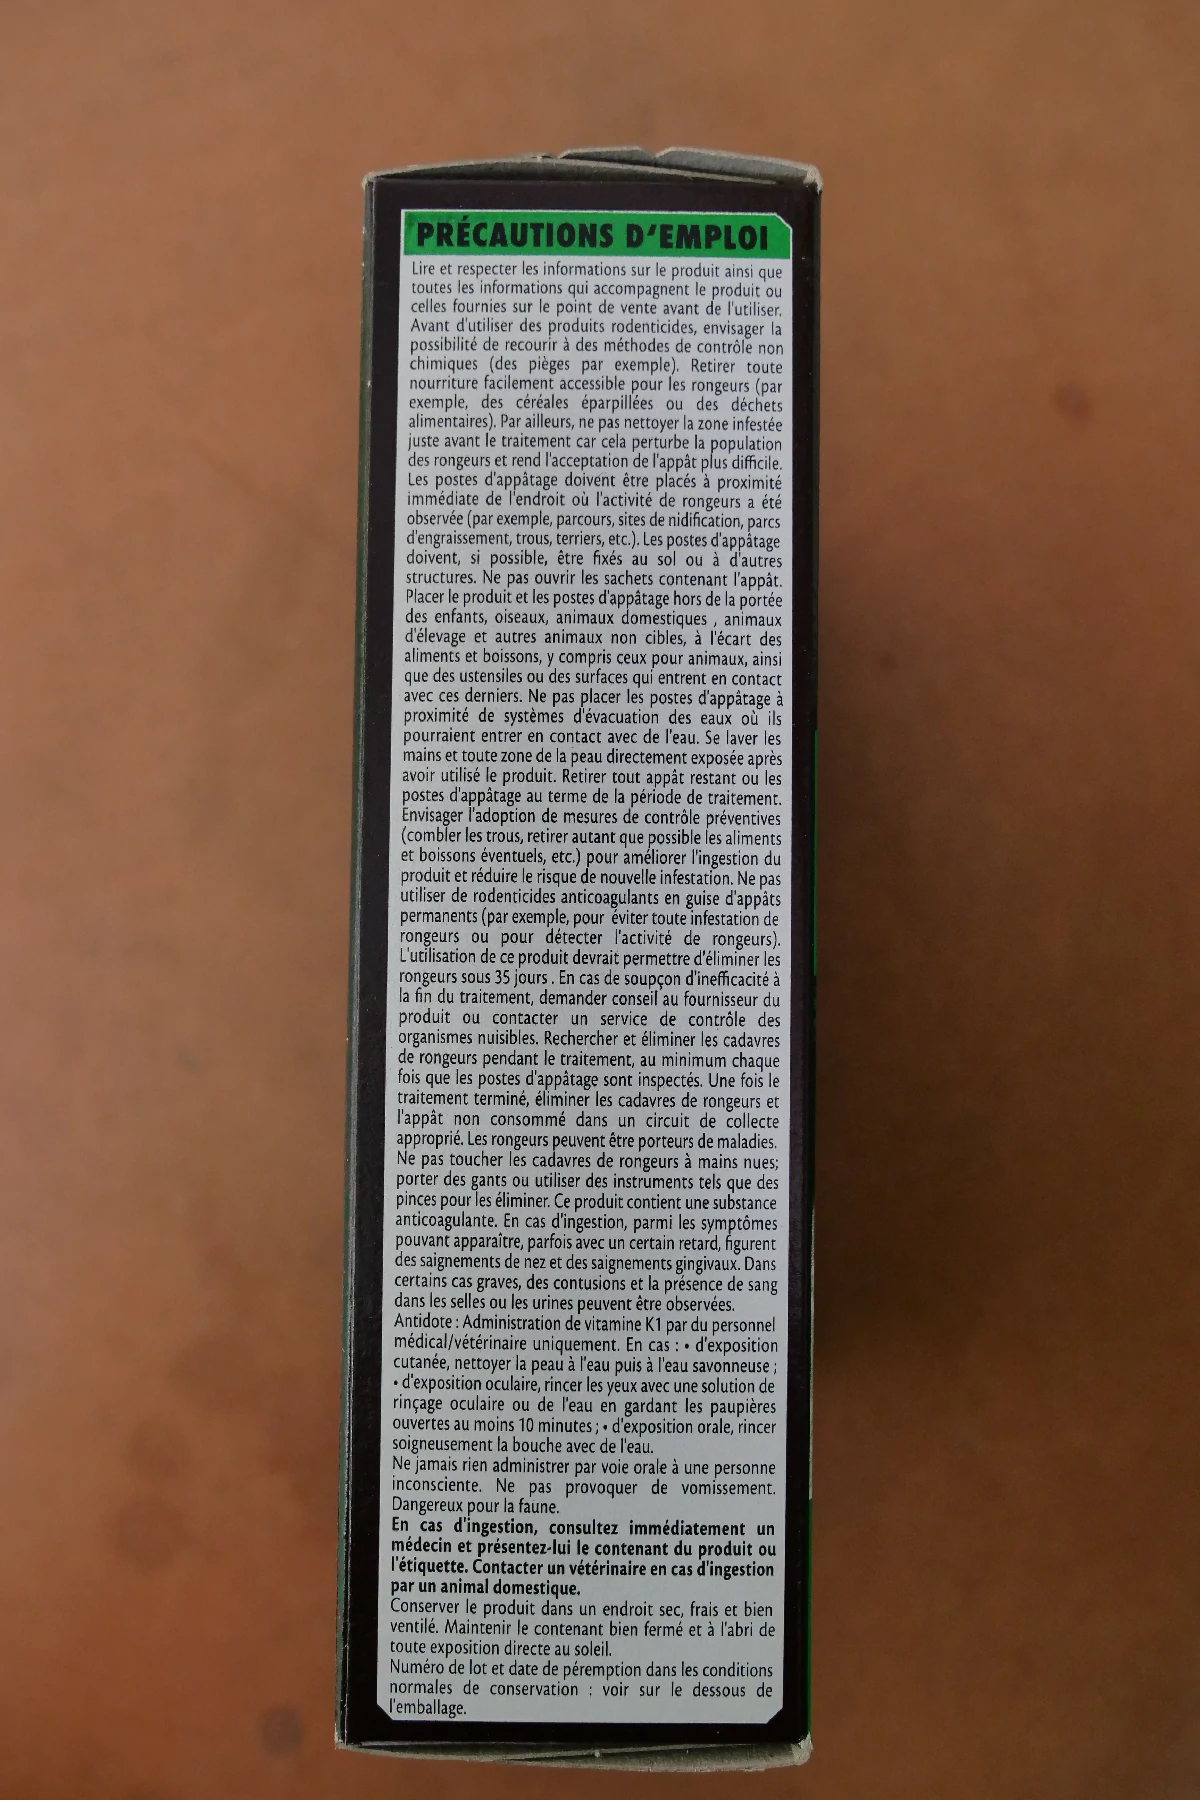 PRÉCAUTIONS D'EMPLOI
Lire et respecter les informations sur le produit ainsi que
toutes les informations qui accompagnent le produit ou
celles fournies sur le point de vente avant de l'utiliser.
Avant d'utiliser des produits rodenticides, envisager la
possibilité de recourir à des méthodes de contrôle non
chimiques (des pièges par exemple). Retirer toute
nourriture facilement accessible pour les rongeurs (par
exemple, des céréales éparpillées ou des déchets
alimentaires). Par ailleurs, ne pas nettoyer la zone infestée
juste avant le traitement car cela perturbe la population
des rongeurs et rend l'acceptation de l'appât plus difficile.
Les postes d'appâtage doivent être placés à proximité
immédiate de l'endroit où l'activité de rongeurs a été
observée (par exemple, parcours, sites de nidification, parcs
d'engraissement, trous, terriers, etc.). Les postes d'appâtage
doivent, si possible, être fixés au sol ou à d'autres
structures. Ne pas ouvrir les sachets contenant l'appât.
Placer le produit et les postes d'appâtage hors de la portée
des enfants, oiseaux, animaux domestiques , animaux
d'élevage et autres animaux non cibles, à l'écart des
aliments et boissons, y compris ceux pour animaux, ainsi
que des ustensiles ou des surfaces qui entrent en contact
avec ces derniers. Ne pas placer les postes d'appâtage à
proximité de systèmes d'évacuation des eaux où ils
pourraient entrer en contact avec de l'eau. Se laver les
mains et toute zone de la peau directement exposée après
avoir utilisé le produit. Retirer tout appât restant ou les
postes d'appâtage au terme de la période de traitement.
Envisager l'adoption de mesures de contrôle préventives
(combler les trous, retirer autant que possible les aliments
et boissons éventuels, etc.) pour améliorer l'ingestion du
produit et réduire le risque de nouvelle infestation. Ne pas
utiliser de rodenticides anticoagulants en guise d'appâts
permanents (par exemple, pour éviter toute infestation de
rongeurs ou pour détecter l'activité de rongeurs).
L'utilisation de ce produit devrait permettre d'éliminer les
rongeurs sous 35 jours . En cas de soupçon d'inefficacité à
la fin du traitement, demander conseil au fournisseur du
produit ou contacter un service de contrôle des
organismes nuisibles. Rechercher et éliminer les cadavres
de rongeurs pendant le traitement, au minimum chaque
fois que les postes d'appâtage sont inspectés. Une fois le
traitement terminé, éliminer les cadavres de rongeurs et
l'appât non consommé dans un circuit de collecte
approprié. Les rongeurs peuvent être porteurs de maladies.
Ne pas toucher les cadavres de rongeurs à mains nues;
porter des gants ou utiliser des instruments tels que des
pinces pour les éliminer. Ce produit contient une substance
anticoagulante. En cas d'ingestion, parmi les symptômes
pouvant apparaître, parfois avec un certain retard, figurent
des saignements de nez et des saignements gingivaux. Dans
certains cas graves, des contusions et la présence de sang
dans les selles ou les urines peuvent être observées.
Antidote : Administration de vitamine K1 par du personnel
médical/vétérinaire uniquement. En cas : • d'exposition
cutanée, nettoyer la peau à l'eau puis à l'eau savonneuse ;
• d'exposition oculaire, rincer les yeux avec une solution de
rinçage oculaire ou de l'eau en gardant les paupières
ouvertes au moins 10 minutes ; • d'exposition orale, rincer
soigneusement la bouche avec de l'eau.
Ne jamais rien administrer par voie orale à une personne
inconsciente. Ne pas provoquer de vomissement.
Dangereux pour la faune.
En cas d'ingestion, consultez immédiatement un
médecin et présentez-lui le contenant du produit ou
l'étiquette. Contacter un vétérinaire en cas d'ingestion
par un animal domestique.
Conserver le produit dans un endroit sec, frais et bien
ventilé. Maintenir le contenant bien fermé et à l'abri de
toute exposition directe au soleil.
Numéro de lot et date de péremption dans les conditions
normales de conservation : voir sur le dessous de
l'emballage.